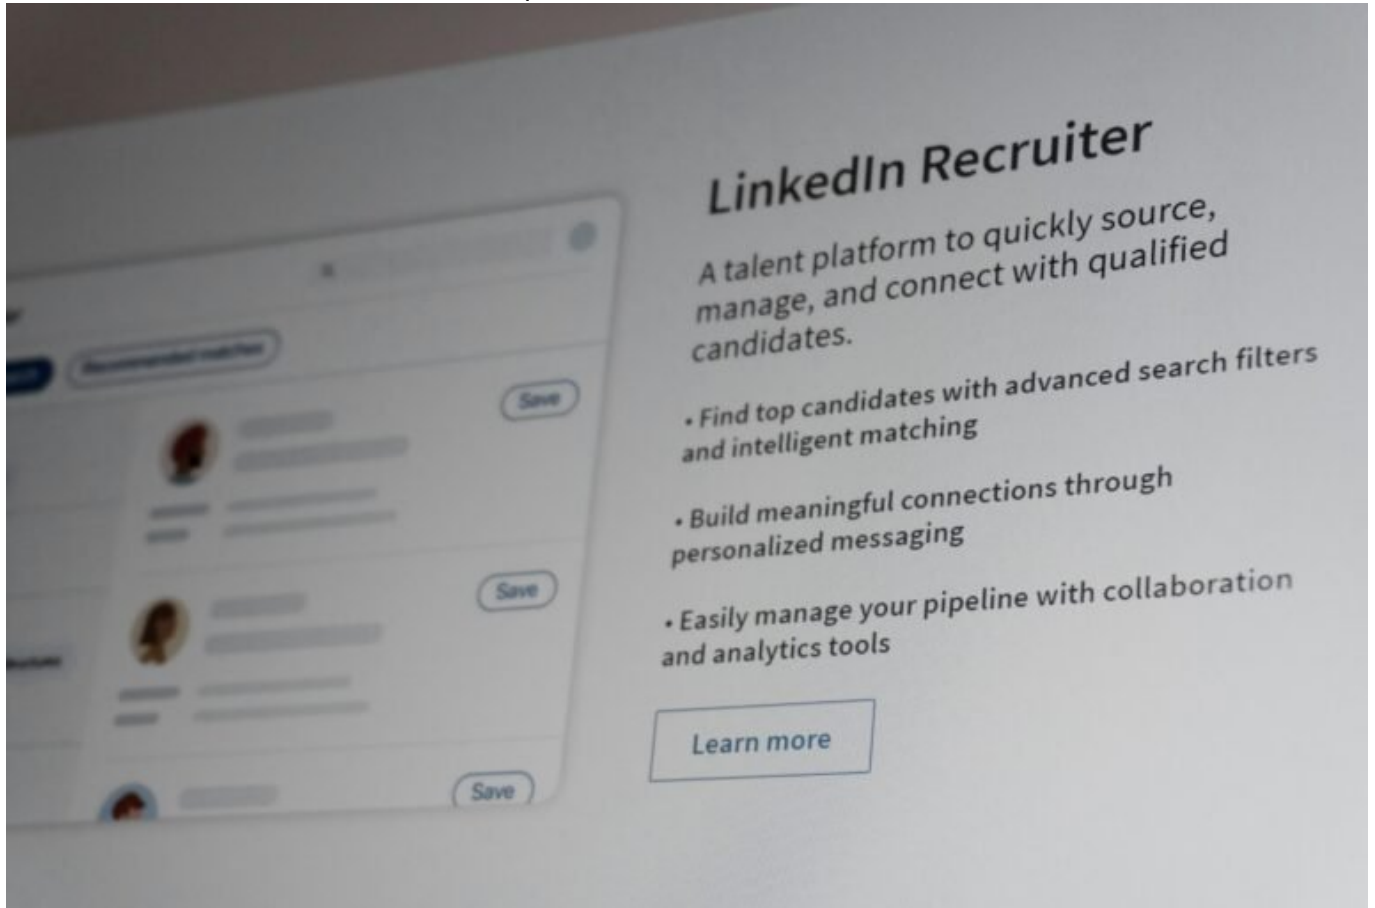 LinkedIn Recruiter
A talent platform to quickly source,
manage, and connect with qualified
candidates.
• Find top candidates with advanced search filters
and intelligent matching
• Build meaningful connections through
personalized messaging
• Easily manage your pipeline with collaboration
and analytics tools
Learn more
Recommended matches
Save
Save
Save